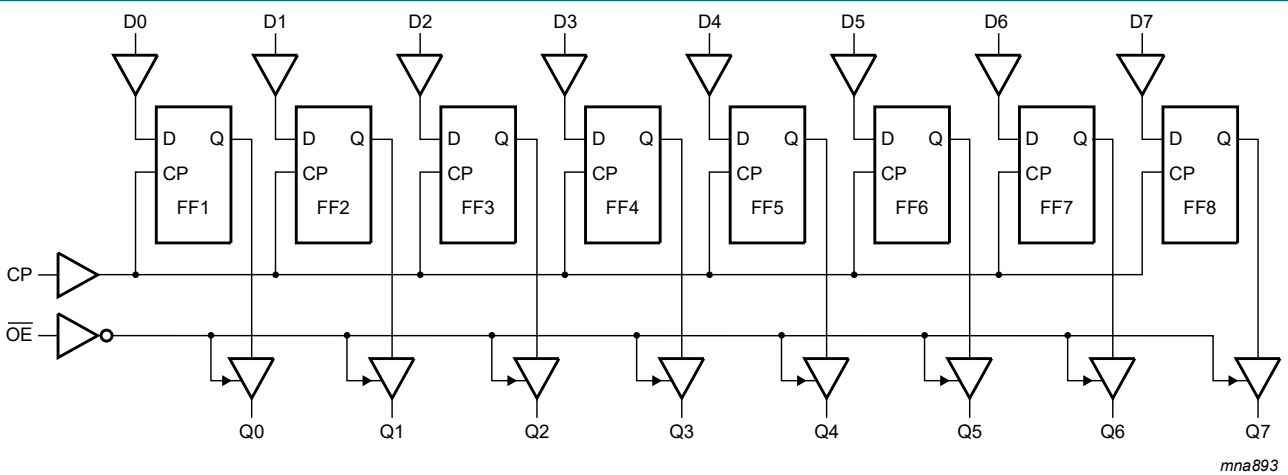 D0 D1 D2 D3 D4 D5 D6 D7
D Q D Q D Q D Q D Q D Q D Q D Q
CP CP CP CP CP CP CP CP
FF1 FF2 FF3 FF4 FF5 FF6 FF7 FF8
CP
O̅E̅
Q0 Q1 Q2 Q3 Q4 Q5 Q6 Q7
mna893